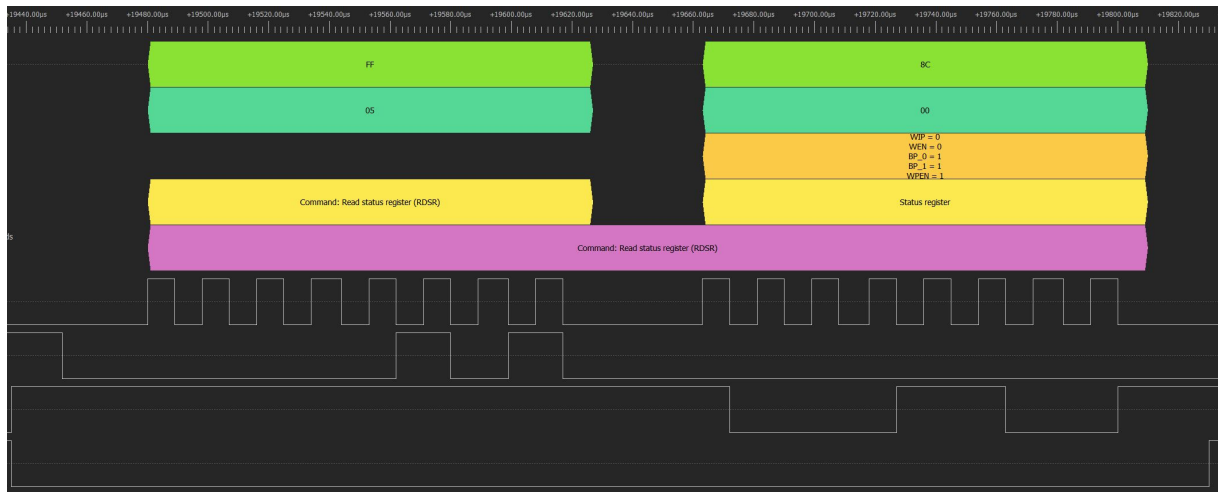 +19440.00µs +19460.00µs +19480.00µs +19500.00µs +19520.00µs +19540.00µs +19560.00µs +19580.00µs +19600.00µs +19620.00µs +19640.00µs +19660.00µs +19680.00µs +19700.00µs +19720.00µs +19740.00µs +19760.00µs +19780.00µs +19800.00µs +19820.00µs
FF 8C
05 00
WIP = 0
WEN = 0
BP_0 = 1
BP_1 = 1
WPEN = 1
Command: Read status register (RDSR) Status register
ds Command: Read status register (RDSR)